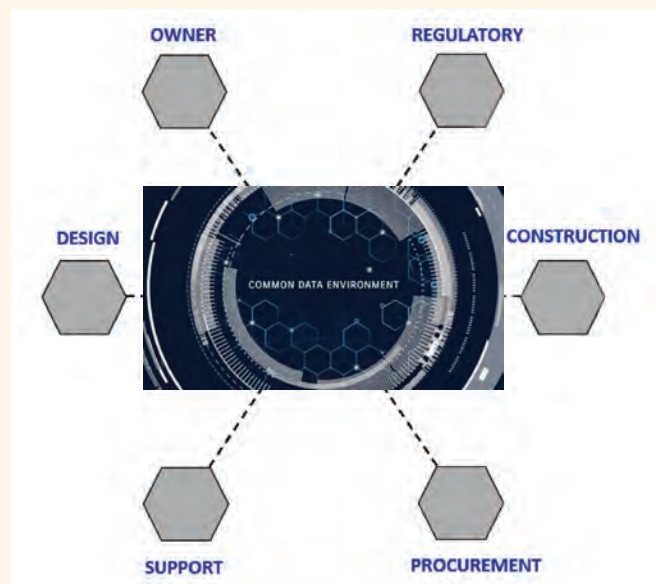 OWNER
REGULATORY
DESIGN
CONSTRUCTION
COMMON DATA ENVIRONMENT
SUPPORT
PROCUREMENT